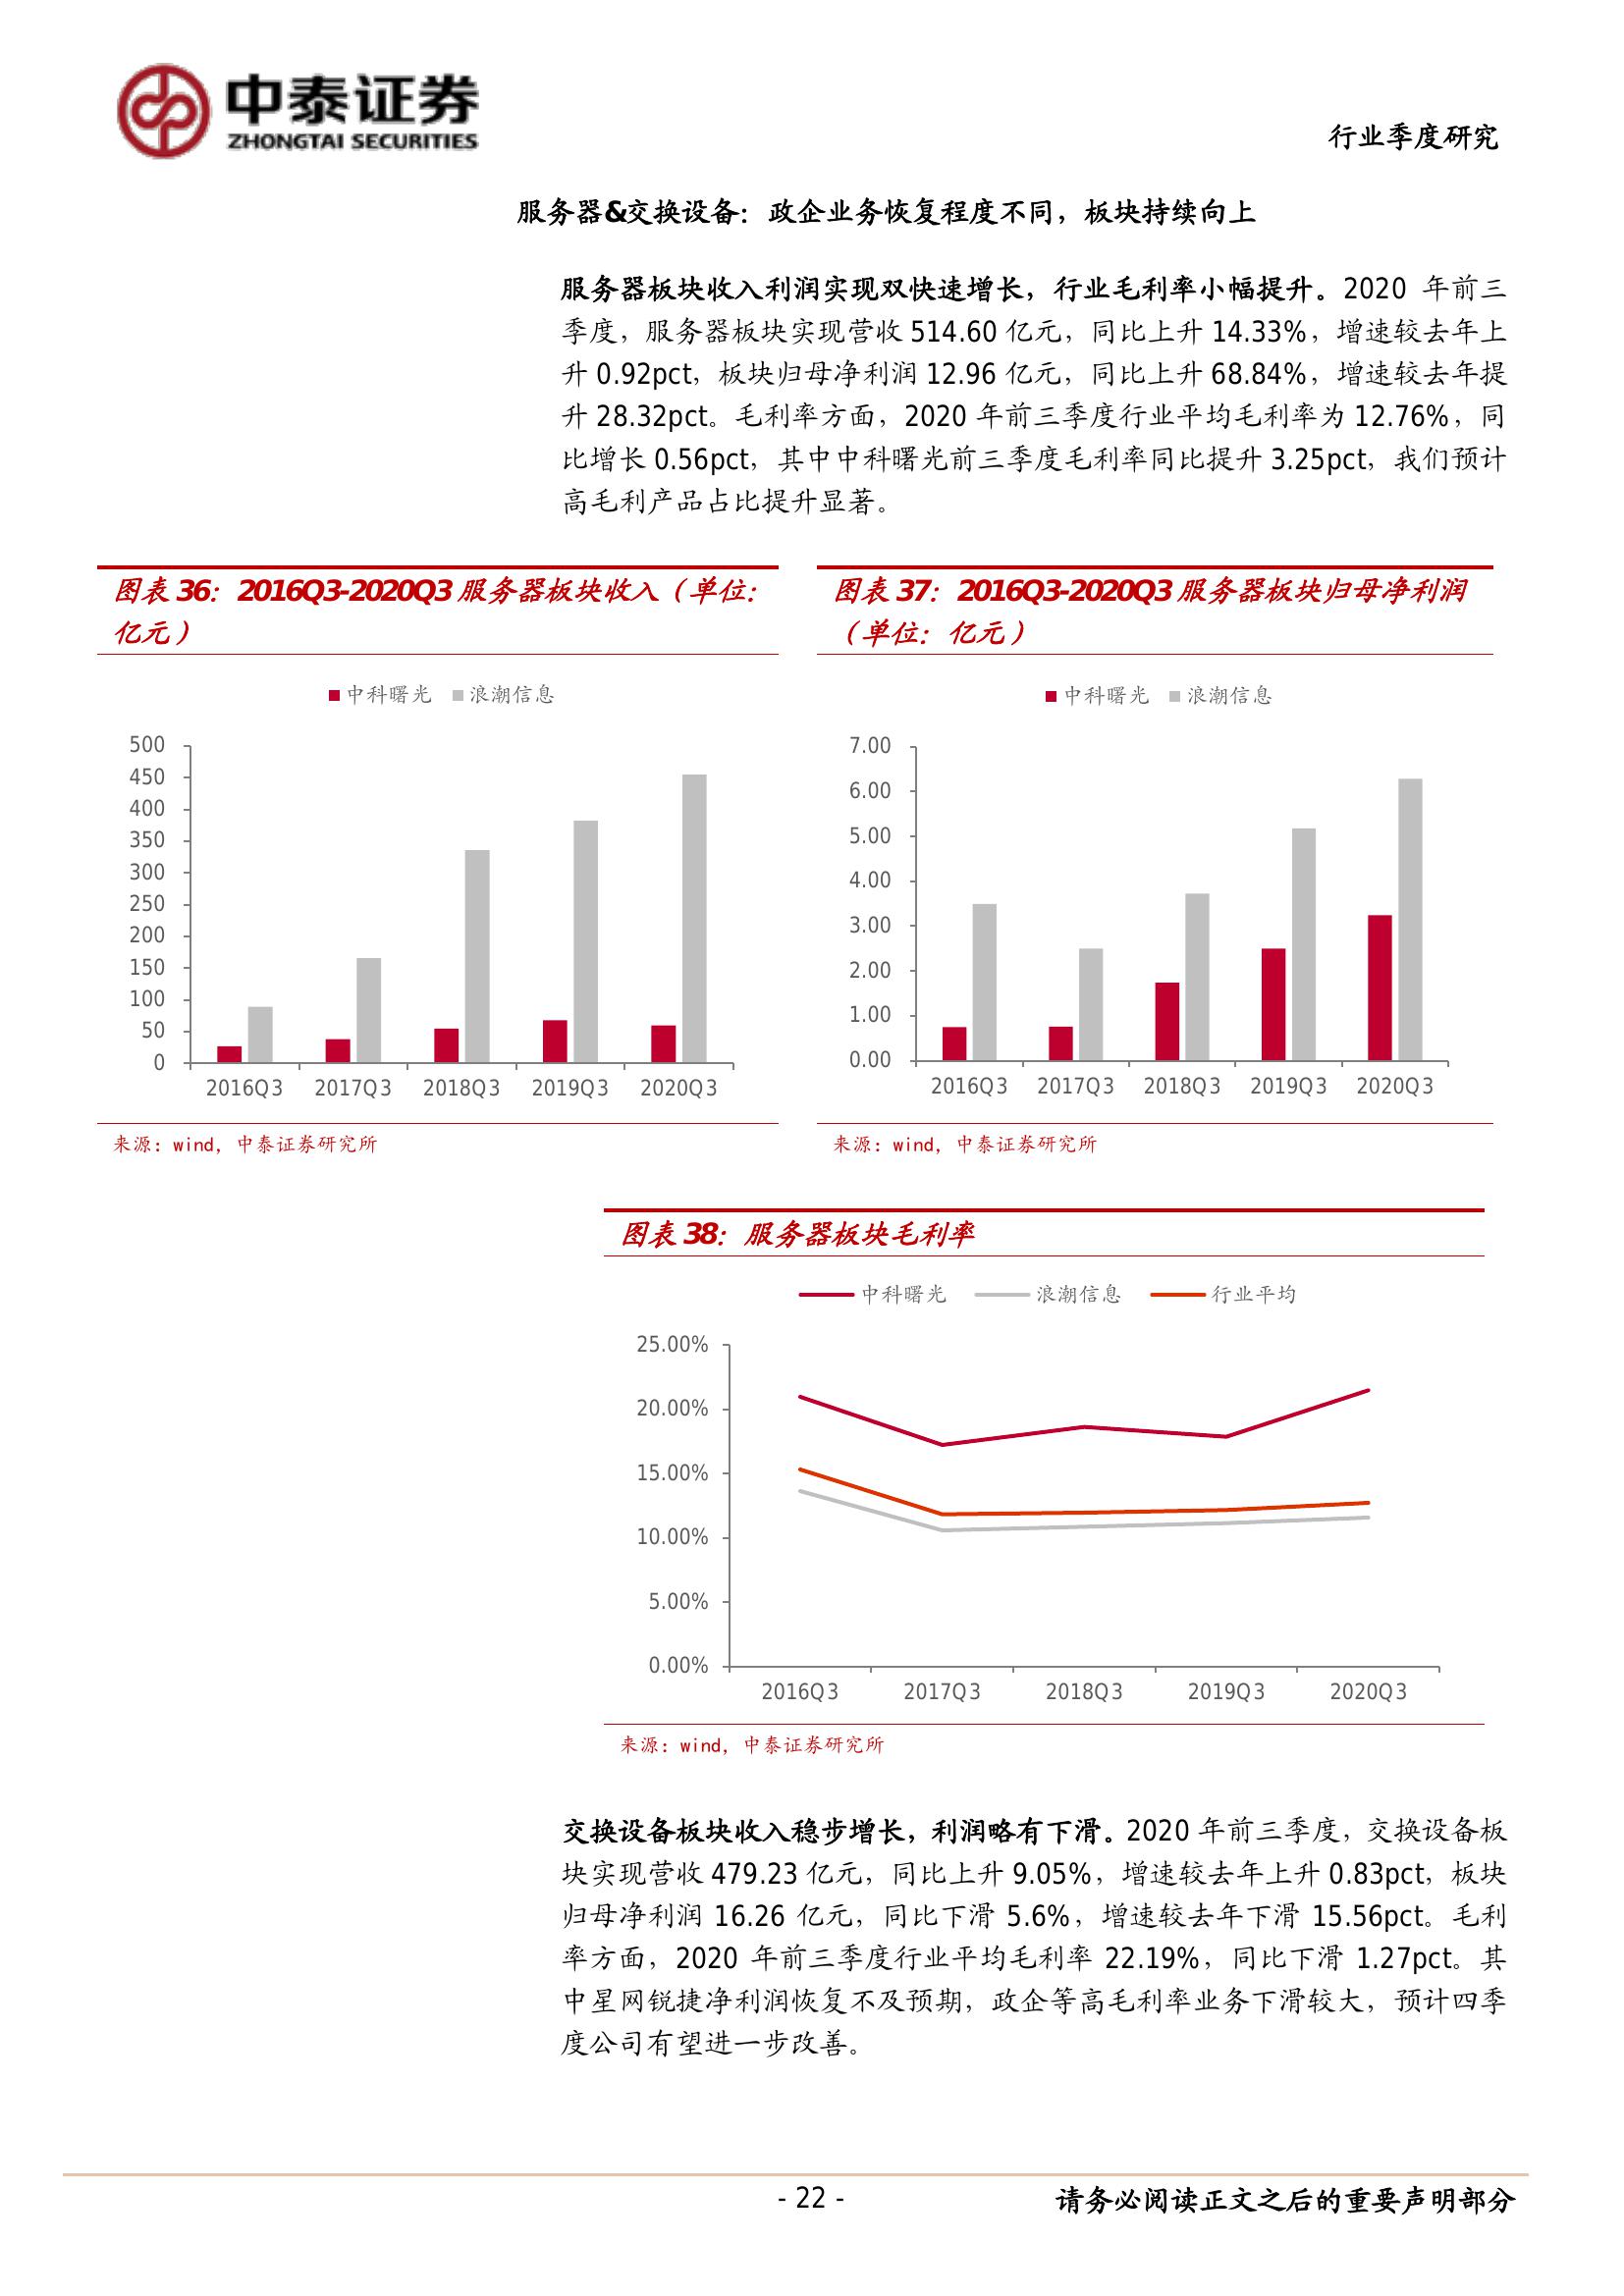 中泰证券
ZHONGTAI SECURITIES
行业季度研究
服务器&交换设备：政企业务恢复程度不同，板块持续向上
服务器板块收入利润实现双快速增长，行业毛利率小幅提升。2020 年前三
季度，服务器板块实现营收 514.60 亿元，同比上升 14.33%，增速较去年上
升 0.92pct，板块归母净利润 12.96 亿元，同比上升 68.84%，增速较去年提
升 28.32pct。毛利率方面，2020 年前三季度行业平均毛利率为 12.76%，同
比增长 0.56pct，其中中科曙光前三季度毛利率同比提升 3.25pct，我们预计
高毛利产品占比提升显著。
图表 36：2016Q3-2020Q3 服务器板块收入（单位：
亿元）
中科曙光 浪潮信息
500
450
400
350
300
250
200
150
100
50
0
2016Q3 2017Q3 2018Q3 2019Q3 2020Q3
来源：wind，中泰证券研究所
图表 37：2016Q3-2020Q3 服务器板块归母净利润
（单位：亿元）
中科曙光 浪潮信息
7.00
6.00
5.00
4.00
3.00
2.00
1.00
0.00
2016Q3 2017Q3 2018Q3 2019Q3 2020Q3
来源：wind，中泰证券研究所
图表 38：服务器板块毛利率
中科曙光 浪潮信息 行业平均
25.00%
20.00%
15.00%
10.00%
5.00%
0.00%
2016Q3 2017Q3 2018Q3 2019Q3 2020Q3
来源：wind，中泰证券研究所
交换设备板块收入稳步增长，利润略有下滑。2020 年前三季度，交换设备板
块实现营收 479.23 亿元，同比上升 9.05%，增速较去年上升 0.83pct，板块
归母净利润 16.26 亿元，同比下滑 5.6%，增速较去年下滑 15.56pct。毛利
率方面，2020 年前三季度行业平均毛利率 22.19%，同比下滑 1.27pct。其
中星网锐捷净利润恢复不及预期，政企等高毛利率业务下滑较大，预计四季
度公司有望进一步改善。
- 22 -
请务必阅读正文之后的重要声明部分